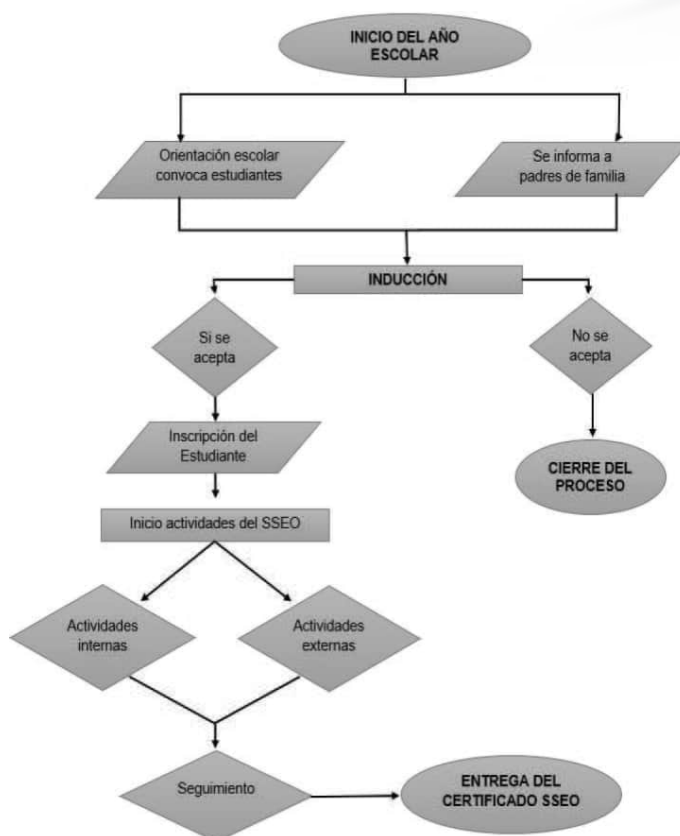 INICIO DEL AÑO
ESCOLAR
Orientación escolar
convoca estudiantes
Se informa a
padres de familia
INDUCCIÓN
Si se
acepta
No se
acepta
Inscripción del
Estudiante
CIERRE DEL
PROCESO
Inicio actividades del SSEO
Actividades
internas
Actividades
externas
Seguimiento
ENTREGA DEL
CERTIFICADO SSEO